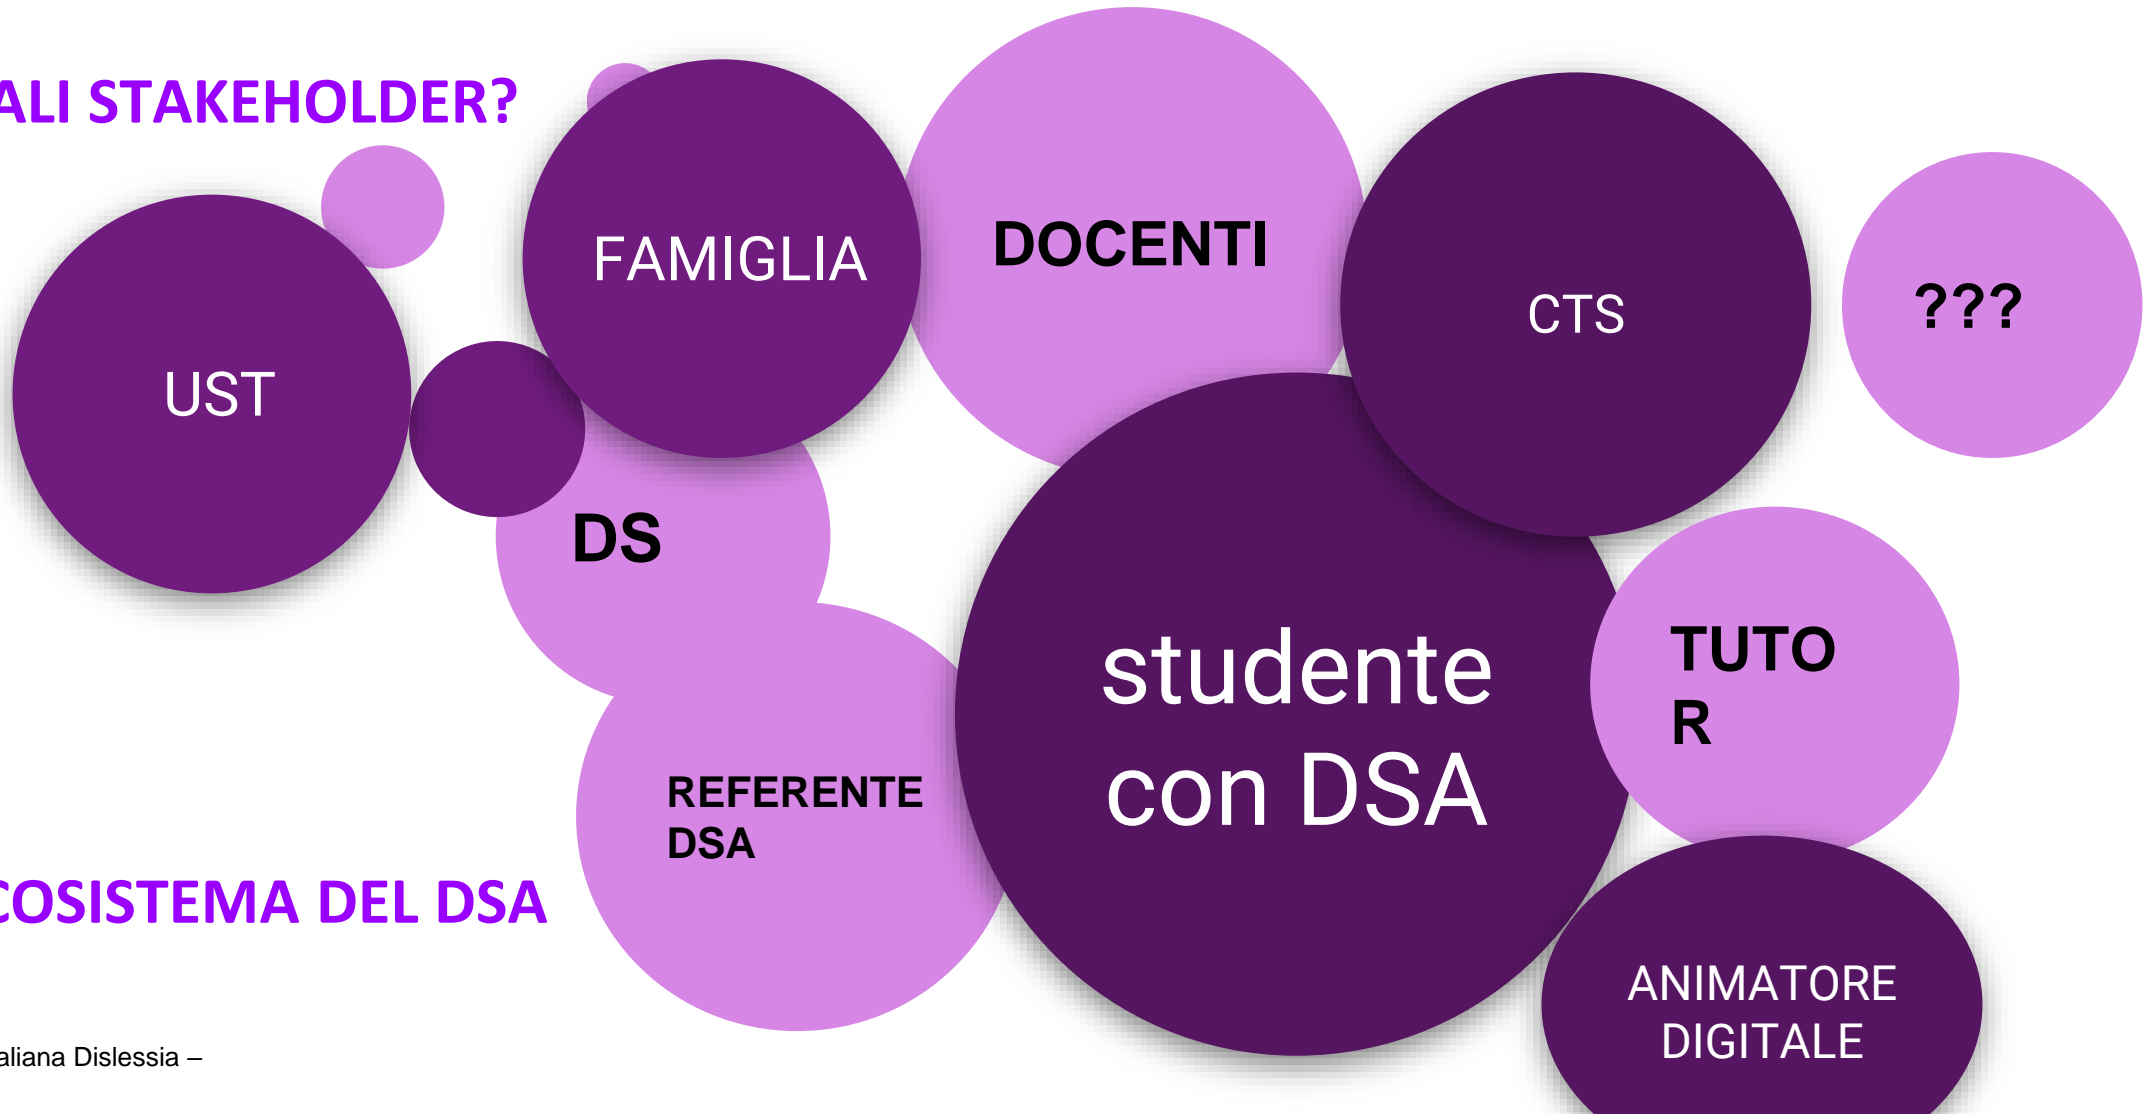 ALI STAKEHOLDER?
FAMIGLIA
DOCENTI
CTS
???
UST
DS
studente
con DSA
TUTO
R
REFERENTE
DSA
COSISTEMA DEL DSA
ANIMATORE
DIGITALE
aliana Dislessia –